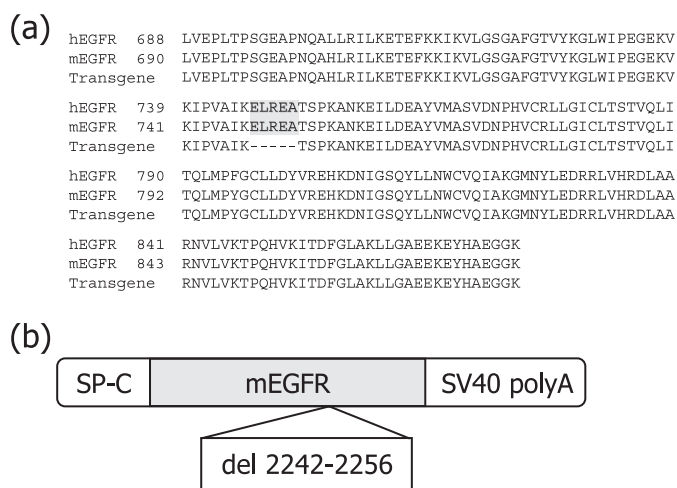 (a)
hEGFR 688 LVEPLTPSGEAPNQALLRILKETEFKKIKVLGSGAFGTVYKGLWIPEGEKV
mEGFR 690 LVEPLTPSGEAPNQAHLRILKETEFKKIKVLGSGAFGTVYKGLWIPEGEKV
Transgene LVEPLTPSGEAPNQAHLRILKETEFKKIKVLGSGAFGTVYKGLWIPEGEKV
hEGFR 739 KIPVAIKELREATSPKANKEILDEAYVMASVDNPHVCRLLGICLTSTVQLI
mEGFR 741 KIPVAIKELREATSPKANKEILDEAYVMASVDNPHVCRLLGICLTSTVQLI
Transgene KIPVAIK-----TSPKANKEILDEAYVMASVDNPHVCRLLGICLTSTVQLI
hEGFR 790 TQLMPFGCLLDYVREHKDNIGSQYLLNWCVQIAKGMNYLEDRRLVHRDLAA
mEGFR 792 TQLMPYGCLLDYVREHKDNIGSQYLLNWCVQIAKGMNYLEDRRLVHRDLAA
Transgene TQLMPYGCLLDYVREHKDNIGSQYLLNWCVQIAKGMNYLEDRRLVHRDLAA
hEGFR 841 RNVLVKTPQHVKITDFGLAKLLGAEEKEYHAEGGK
mEGFR 843 RNVLVKTPQHVKITDFGLAKLLGAEEKEYHAEGGK
Transgene RNVLVKTPQHVKITDFGLAKLLGAEEKEYHAEGGK
(b)
SP-C mEGFR SV40 polyA
del 2242-2256